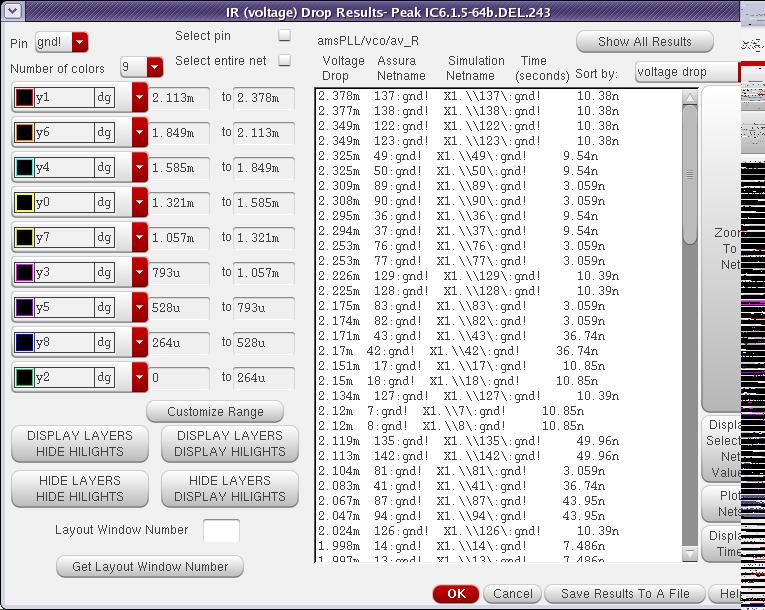 IR (voltage) Drop Results- Peak IC6.1.5-64b.DEL.243
Pin gnd! Select pin
Number of colors 9 Select entire net
y1 dg 2.113m to 2.378m
y6 dg 1.849m to 2.113m
y4 dg 1.585m to 1.849m
y0 dg 1.321m to 1.585m
y7 dg 1.057m to 1.321m
y3 dg 793u to 1.057m
y5 dg 528u to 793u
y8 dg 264u to 528u
y2 dg 0 to 264u
Customize Range
DISPLAY LAYERS
HIDE HILIGHTS
DISPLAY LAYERS
DISPLAY HILIGHTS
HIDE LAYERS
HIDE HILIGHTS
HIDE LAYERS
DISPLAY HILIGHTS
Layout Window Number
Get Layout Window Number
amsPLL/vco/av_R
Show All Results
Voltage Assura Simulation Time
Drop Netname Netname (seconds) Sort by: voltage drop
2.378m 137:gnd! X1.\\137\:gnd! 10.38n
2.377m 138:gnd! X1.\\138\:gnd! 10.38n
2.349m 122:gnd! X1.\\122\:gnd! 10.38n
2.349m 123:gnd! X1.\\123\:gnd! 10.38n
2.325m 49:gnd! X1.\\49\:gnd! 9.54n
2.325m 50:gnd! X1.\\50\:gnd! 9.54n
2.309m 89:gnd! X1.\\89\:gnd! 3.059n
2.308m 90:gnd! X1.\\90\:gnd! 3.059n
2.295m 36:gnd! X1.\\36\:gnd! 9.54n
2.294m 37:gnd! X1.\\37\:gnd! 9.54n
2.253m 76:gnd! X1.\\76\:gnd! 3.059n
2.253m 77:gnd! X1.\\77\:gnd! 3.059n
2.226m 129:gnd! X1.\\129\:gnd! 10.39n
2.225m 128:gnd! X1.\\128\:gnd! 10.39n
2.175m 83:gnd! X1.\\83\:gnd! 3.059n
2.174m 82:gnd! X1.\\82\:gnd! 3.059n
2.171m 43:gnd! X1.\\43\:gnd! 36.74n
2.17m 42:gnd! X1.\\42\:gnd! 36.74n
2.151m 17:gnd! X1.\\17\:gnd! 10.85n
2.15m 18:gnd! X1.\\18\:gnd! 10.85n
2.134m 127:gnd! X1.\\127\:gnd! 10.39n
2.12m 7:gnd! X1.\\7\:gnd! 10.85n
2.12m 8:gnd! X1.\\8\:gnd! 10.85n
2.119m 135:gnd! X1.\\135\:gnd! 49.96n
2.113m 142:gnd! X1.\\142\:gnd! 49.96n
2.104m 81:gnd! X1.\\81\:gnd! 3.059n
2.083m 41:gnd! X1.\\41\:gnd! 36.74n
2.067m 87:gnd! X1.\\87\:gnd! 43.95n
2.047m 94:gnd! X1.\\94\:gnd! 43.95n
2.024m 126:gnd! X1.\\126\:gnd! 10.39n
1.998m 14:gnd! X1.\\14\:gnd! 7.486n
1.997m 13:gnd! X1.\\13\:gnd! 7.486n
Zoo
To
Net
Displa
Select
Net
Value
Plot
Nets
Displa
Time
OK Cancel Save Results To A File Hel